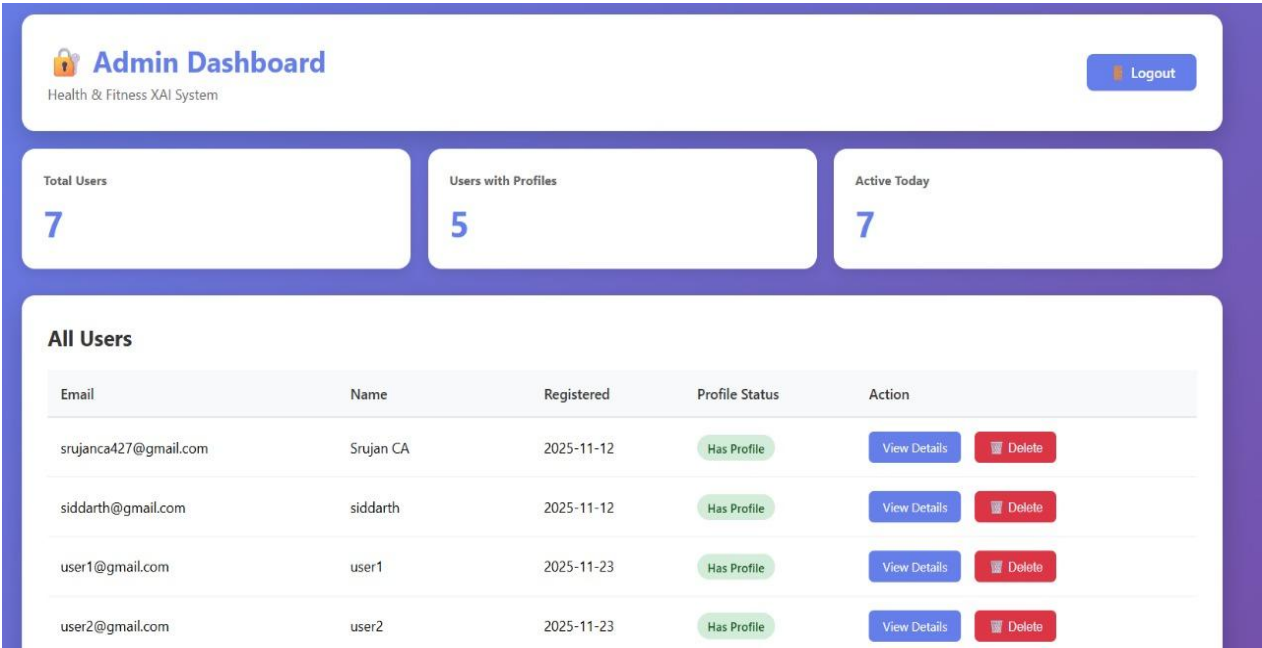 Admin Dashboard
Health & Fitness XAI System
Logout
Total Users
7
Users with Profiles
5
Active Today
7
All Users
Email Name Registered Profile Status Action
srujanca427@gmail.com Srujan CA 2025-11-12 Has Profile View Details Delete
siddarth@gmail.com siddarth 2025-11-12 Has Profile View Details Delete
user1@gmail.com user1 2025-11-23 Has Profile View Details Delete
user2@gmail.com user2 2025-11-23 Has Profile View Details Delete